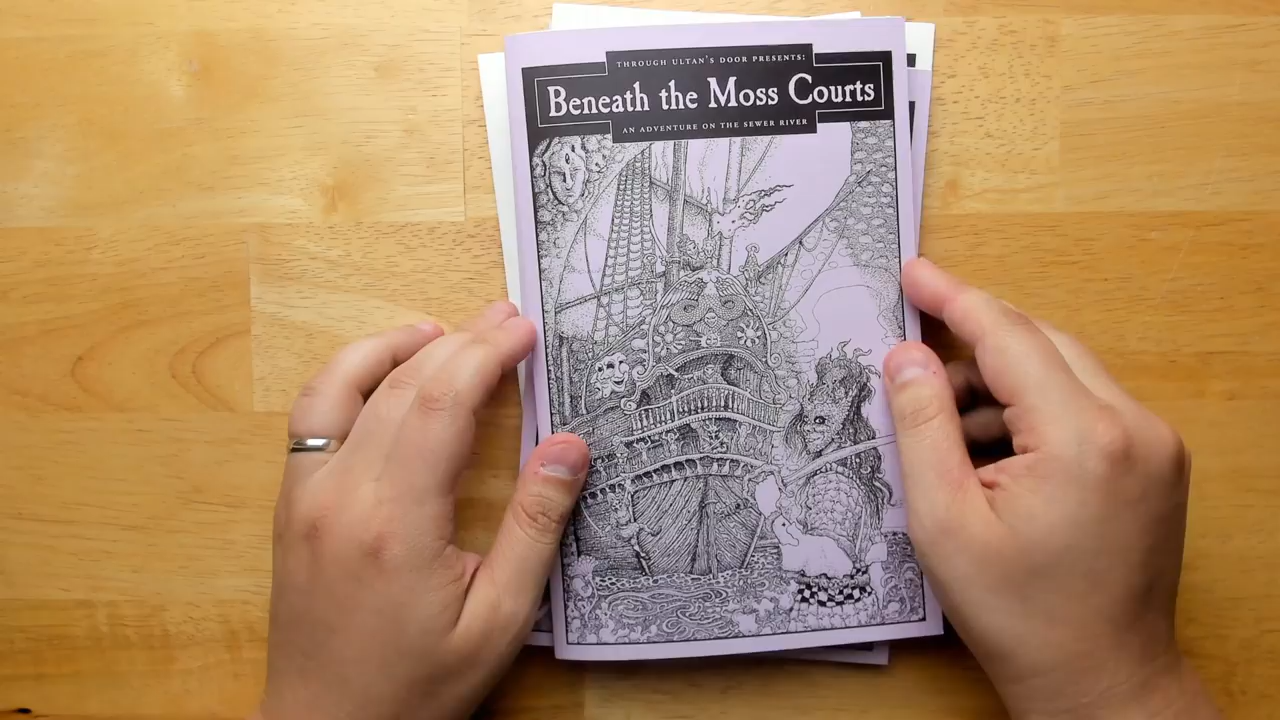 THROUGH ULTAN'S DOOR PRESENTS:
Beneath the Moss Courts
AN ADVENTURE ON THE SEWER RIVER